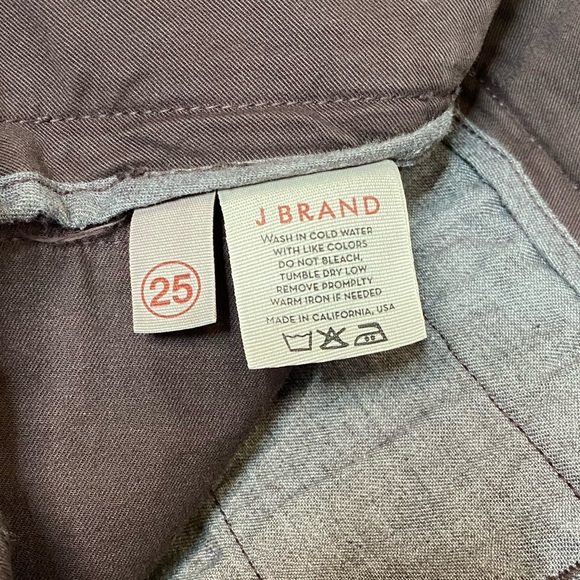 25
J BRAND
WASH IN COLD WATER
WITH LIKE COLORS
DO NOT BLEACH,
TUMBLE DRY LOW
REMOVE PROMPLTY
WARM IRON IF NEEDED
MADE IN CALIFORNIA, USA